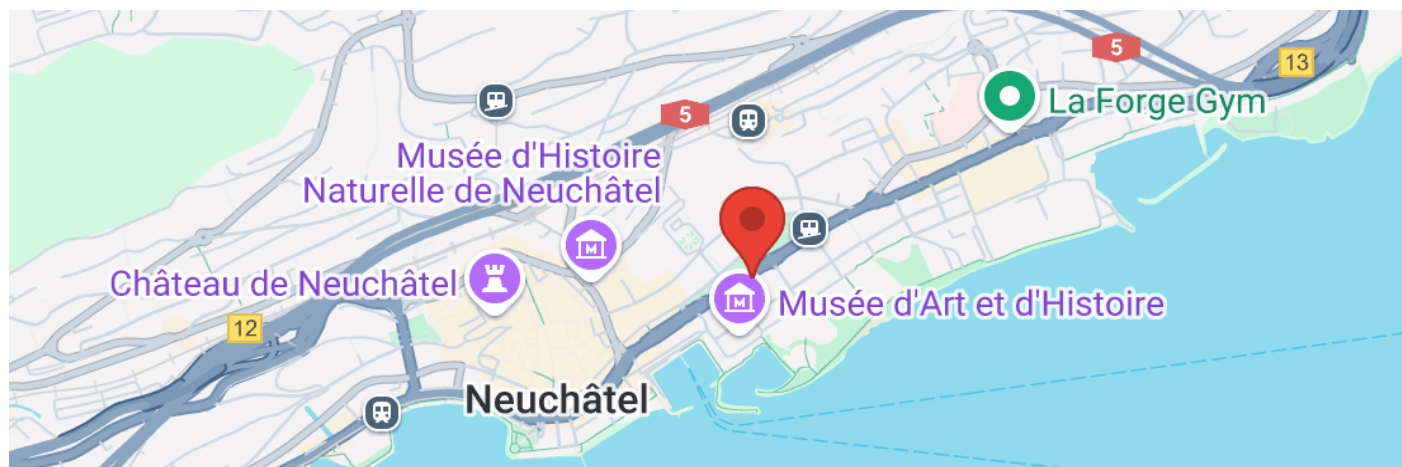 5
13
La Forge Gym
5
Musée d'Histoire
Naturelle de Neuchâtel
M
Château de Neuchâtel
M
Musée d'Art et d'Histoire
12
Neuchâtel